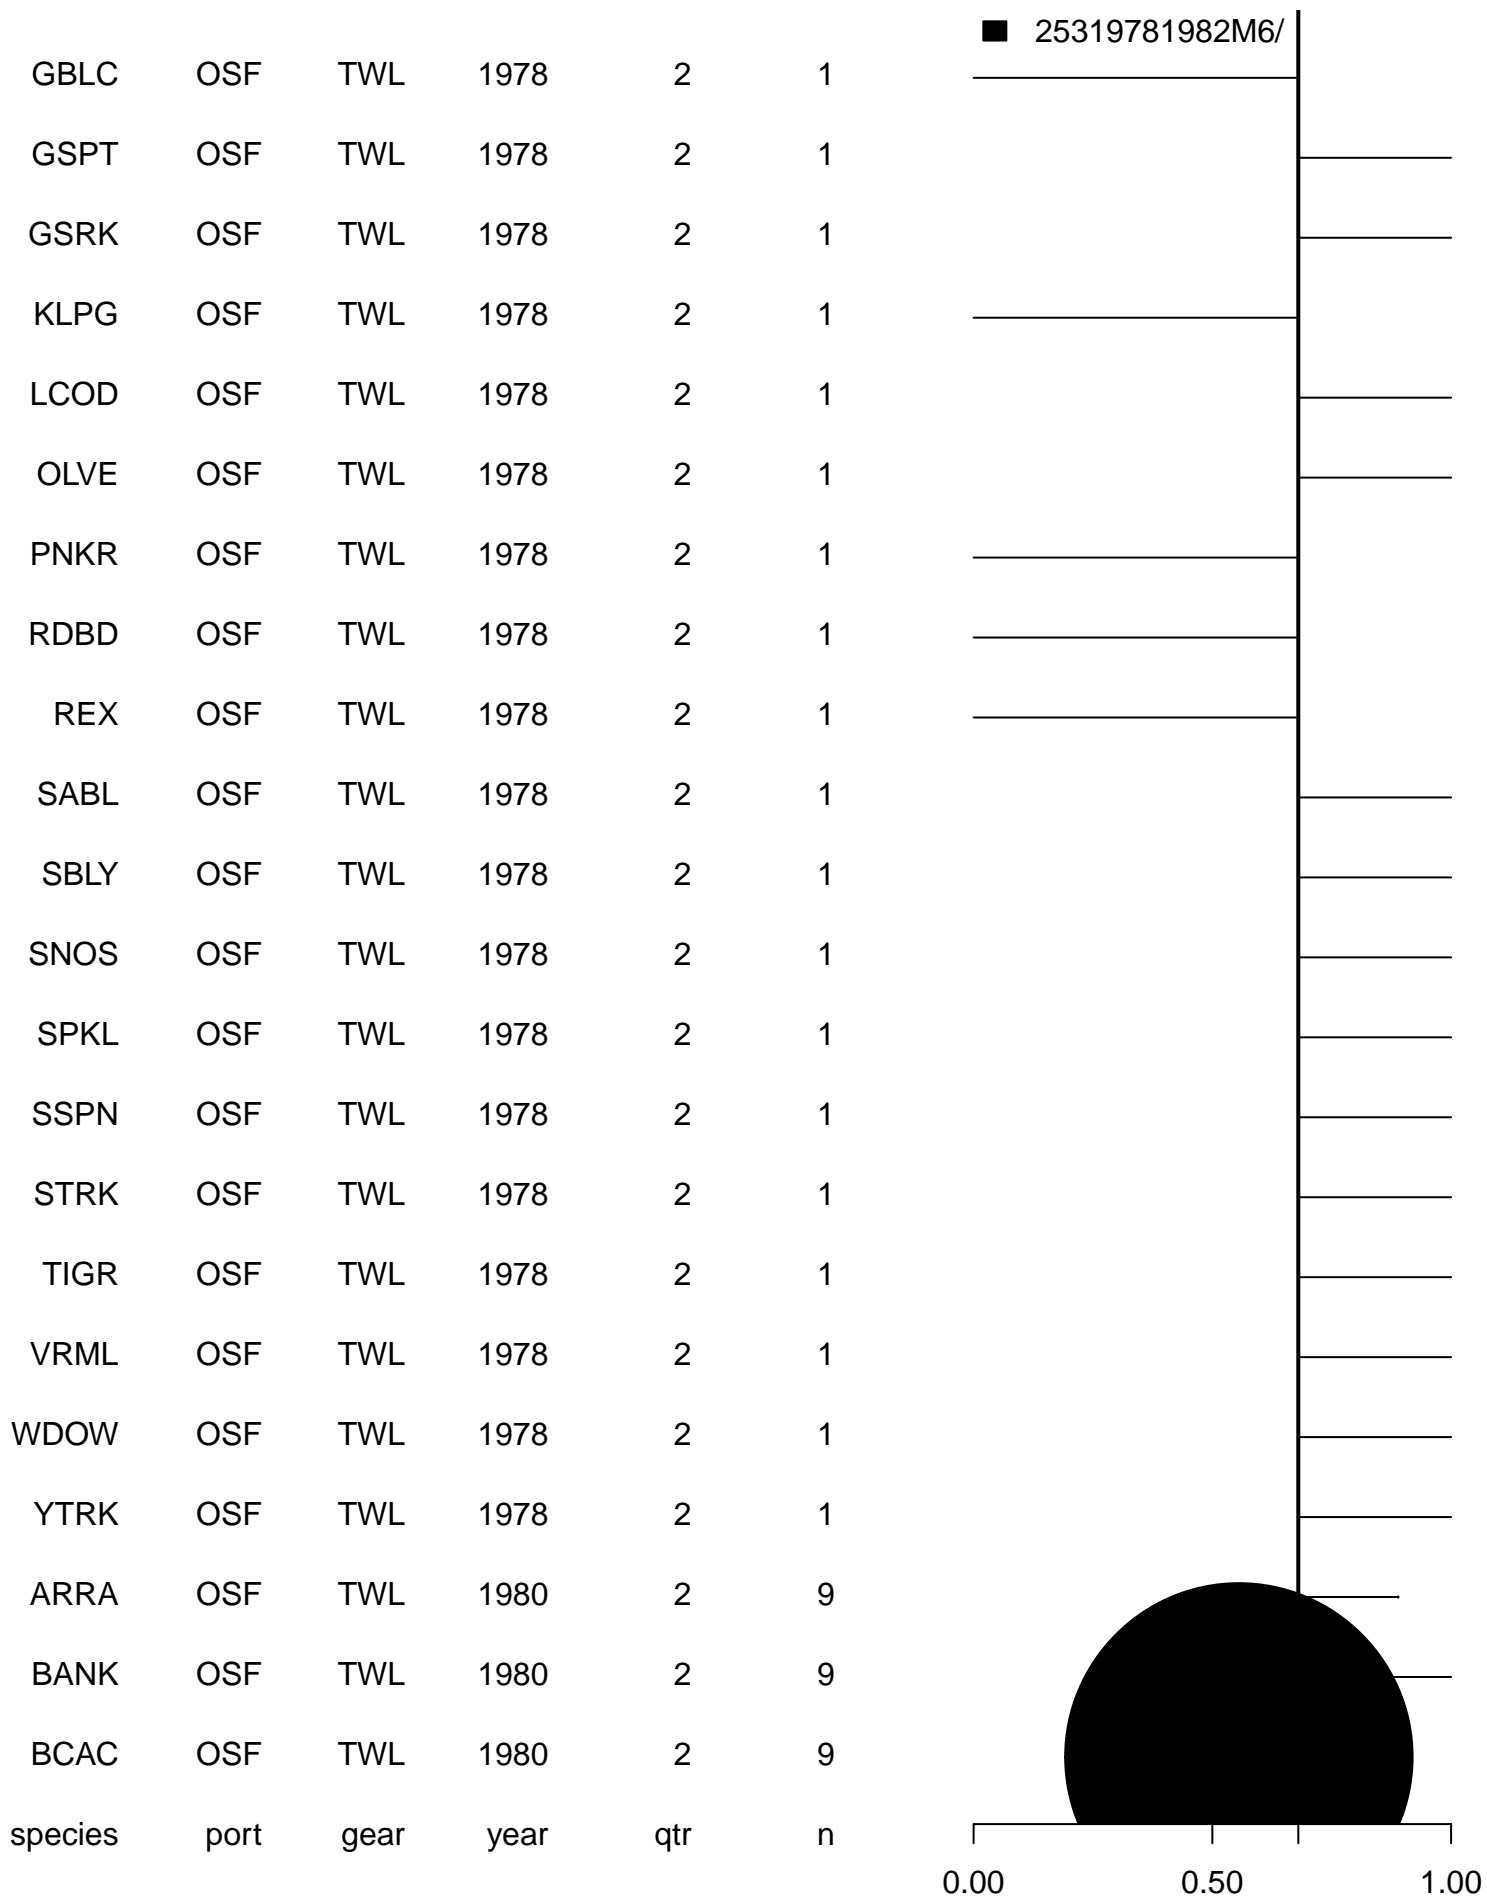 25319781982M6/
GBLC OSF TWL 1978 2 1
GSPT OSF TWL 1978 2 1
GSRK OSF TWL 1978 2 1
KLPG OSF TWL 1978 2 1
LCOD OSF TWL 1978 2 1
OLVE OSF TWL 1978 2 1
PNKR OSF TWL 1978 2 1
RDBD OSF TWL 1978 2 1
REX OSF TWL 1978 2 1
SABL OSF TWL 1978 2 1
SBLY OSF TWL 1978 2 1
SNOS OSF TWL 1978 2 1
SPKL OSF TWL 1978 2 1
SSPN OSF TWL 1978 2 1
STRK OSF TWL 1978 2 1
TIGR OSF TWL 1978 2 1
VRML OSF TWL 1978 2 1
WDOW OSF TWL 1978 2 1
YTRK OSF TWL 1978 2 1
ARRA OSF TWL 1980 2 9
BANK OSF TWL 1980 2 9
BCAC OSF TWL 1980 2 9
species port gear year qtr n
0.00 0.50 1.00